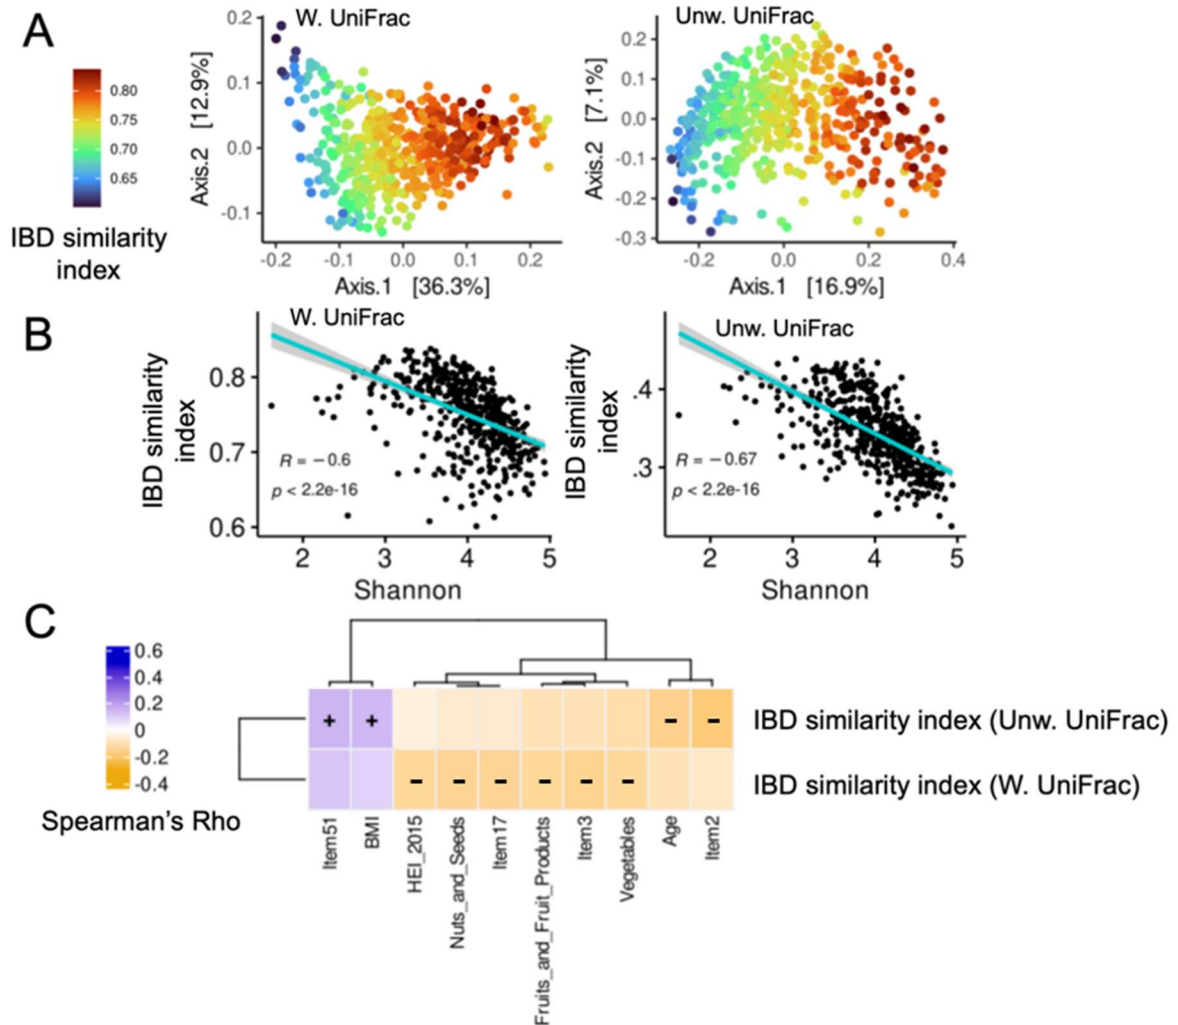 A
W. UniFrac
Unw. UniFrac
0.80
0.75
0.70
0.65
IBD similarity
index
0.2
0.1
0.0
-0.1
Axis.2 [12.9%]
-0.2
-0.1
0.0
0.1
0.2
Axis.1 [36.3%]
0.2
0.1
0.0
-0.1
-0.2
-0.3
Axis.2 [7.1%]
-0.2
0.0
0.2
0.4
Axis.1 [16.9%]
B
W. UniFrac
IBD similarity
index
0.8
0.7
0.6
R = −0.6
p < 2.2e-16
2
3
4
5
Shannon
Unw. UniFrac
IBD similarity
index
.4
.3
R = −0.67
p < 2.2e-16
2
3
4
5
Shannon
C
0.6
0.4
0.2
0
-0.2
-0.4
Spearman's Rho
+ + − −
IBD similarity index (Unw. UniFrac)
− − − − − −
IBD similarity index (W. UniFrac)
Item51
BMI
HEI_2015
Nuts_and_Seeds
Item17
Fruits_and_Fruit_Products
Item3
Vegetables
Age
Item2